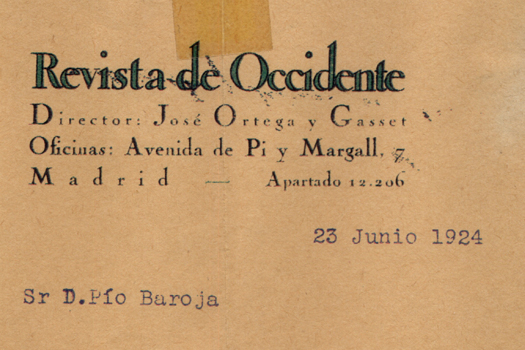 Revista de Occidente
Director: José Ortega y Gasset
Oficinas: Avenida de Pi y Margall, 7
Madrid — Apartado 12.206
23 Junio 1924
Sr D.Pío Baroja